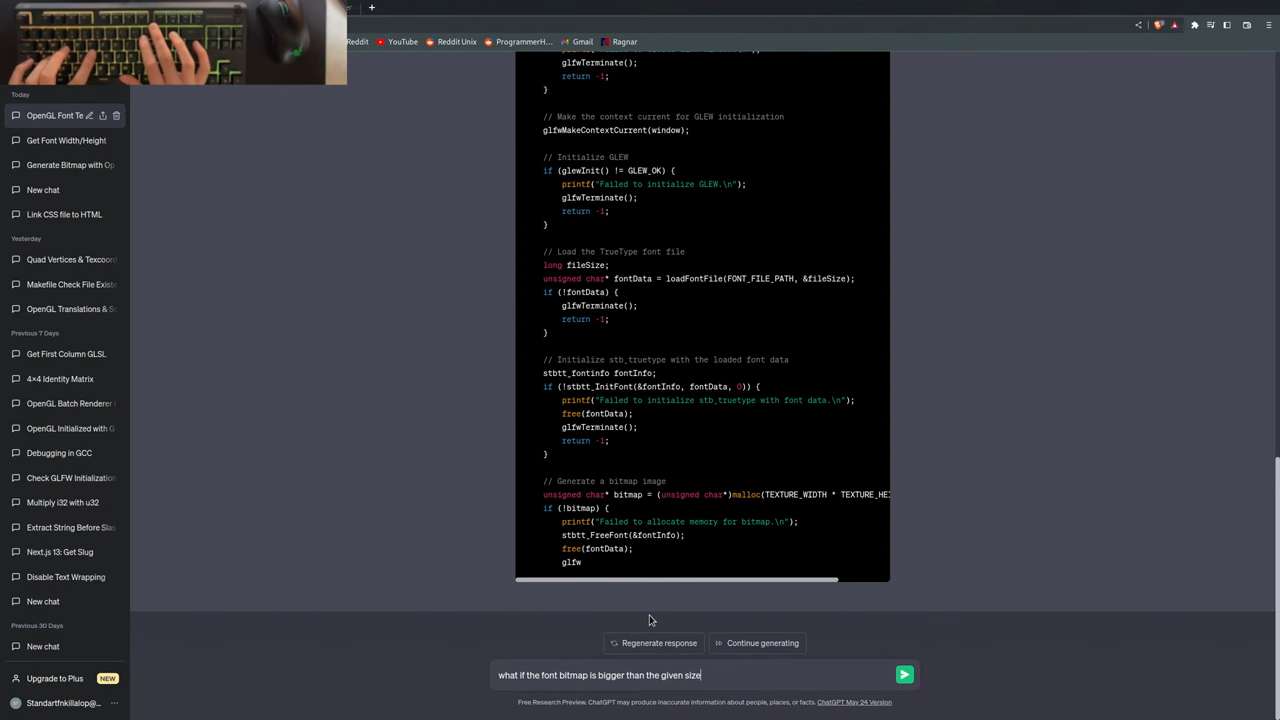 Reddit
YouTube
Reddit Unix
ProgrammerH...
Gmail
Ragnar
Today
OpenGL Font Te
Get Font Width/Height
Generate Bitmap with Op
New chat
Link CSS file to HTML
Yesterday
Quad Vertices & Texcoord
Makefile Check File Existe
OpenGL Translations & Sc
Previous 7 Days
Get First Column GLSL
4×4 Identity Matrix
OpenGL Batch Renderer i
OpenGL Initialized with G
Debugging in GCC
Check GLFW Initialization
Multiply i32 with u32
Extract String Before Slas
Next.js 13: Get Slug
Disable Text Wrapping
New chat
Previous 30 Days
New chat
Upgrade to Plus NEW
Standartfnkillalop@... ...
glfwTerminate();
return -1;
}
// Make the context current for GLEW initialization
glfwMakeContextCurrent(window);
// Initialize GLEW
if (glewInit() != GLEW_OK) {
printf("Failed to initialize GLEW.\n");
glfwTerminate();
return -1;
}
// Load the TrueType font file
long fileSize;
unsigned char* fontData = loadFontFile(FONT_FILE_PATH, &fileSize);
if (!fontData) {
glfwTerminate();
return -1;
}
// Initialize stb_truetype with the loaded font data
stbtt_fontinfo fontInfo;
if (!stbtt_InitFont(&fontInfo, fontData, 0)) {
printf("Failed to initialize stb_truetype with font data.\n");
free(fontData);
glfwTerminate();
return -1;
}
// Generate a bitmap image
unsigned char* bitmap = (unsigned char*)malloc(TEXTURE_WIDTH * TEXTURE_HEI
if (!bitmap) {
printf("Failed to allocate memory for bitmap.\n");
stbtt_FreeFont(&fontInfo);
free(fontData);
glfw
Regenerate response
Continue generating
what if the font bitmap is bigger than the given size
Free Research Preview. ChatGPT may produce inaccurate information about people, places, or facts. ChatGPT May 24 Version